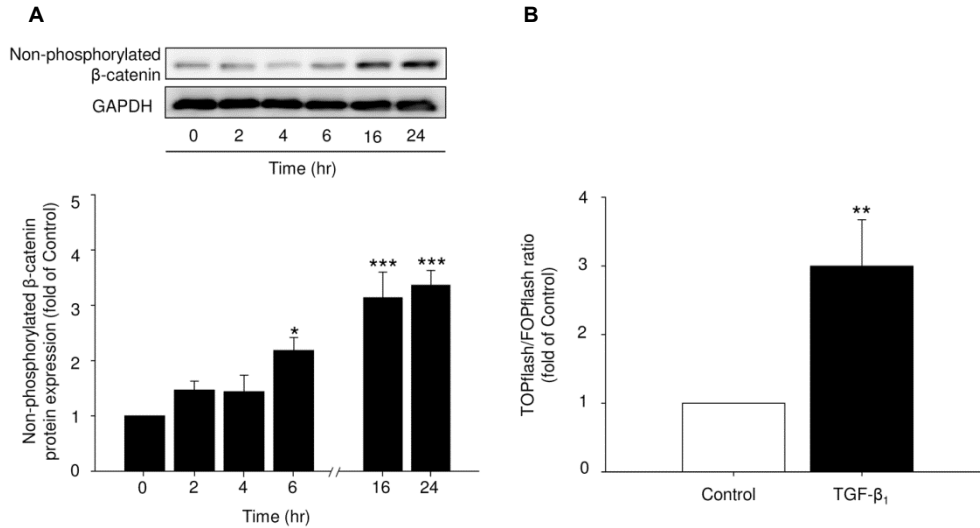 A
Non-phosphorylated
β-catenin
GAPDH
0 2 4 6 16 24
Time (hr)
Non-phosphorylated β-catenin
protein expression (fold of Control)
5
4
3
2
1
0
*
***
***
0 2 4 6 16 24
Time (hr)
B
TOPflash/FOPflash ratio
(fold of Control)
4
3
2
1
0
**
Control TGF-β₁